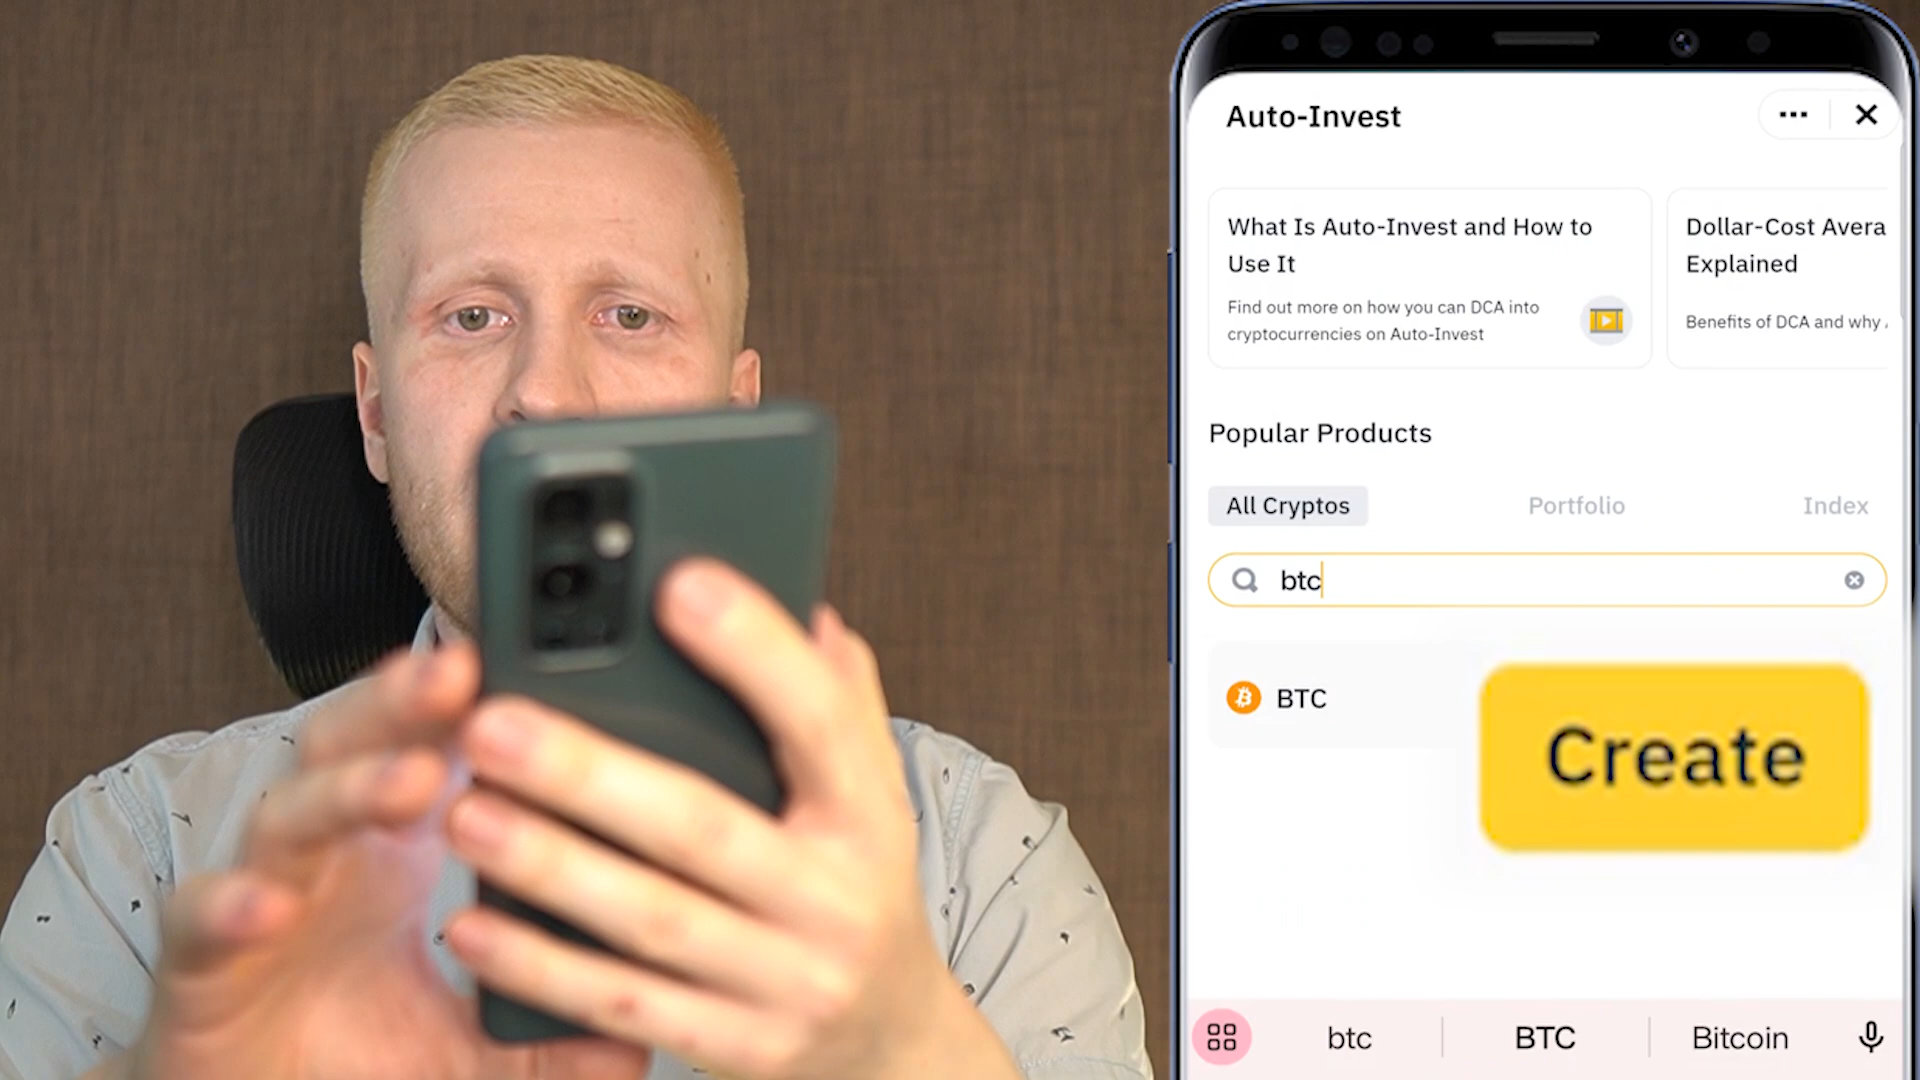 Auto-Invest
What Is Auto-Invest and How to
Use It
Find out more on how you can DCA into
cryptocurrencies on Auto-Invest
Dollar-Cost Avera
Explained
Benefits of DCA and why
Popular Products
All Cryptos Portfolio Index
btc
BTC
Create
btc BTC Bitcoin